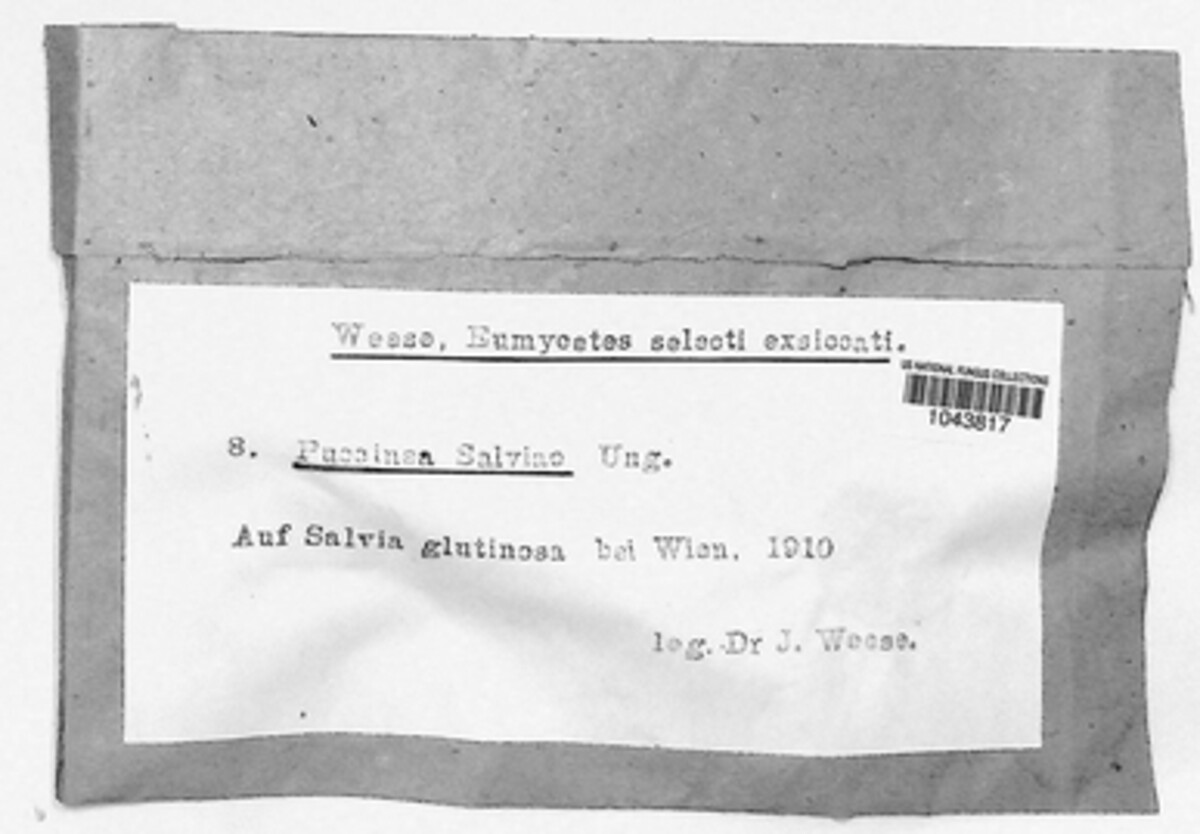 Weese, Eumycetes selecti exsiccati.
US NATIONAL FUNGUS COLLECTIONS
1043817
8. Puccinea Salviae Ung.
Auf Salvia glutinosa bei Wien, 1910
leg. Dr J. Weese.